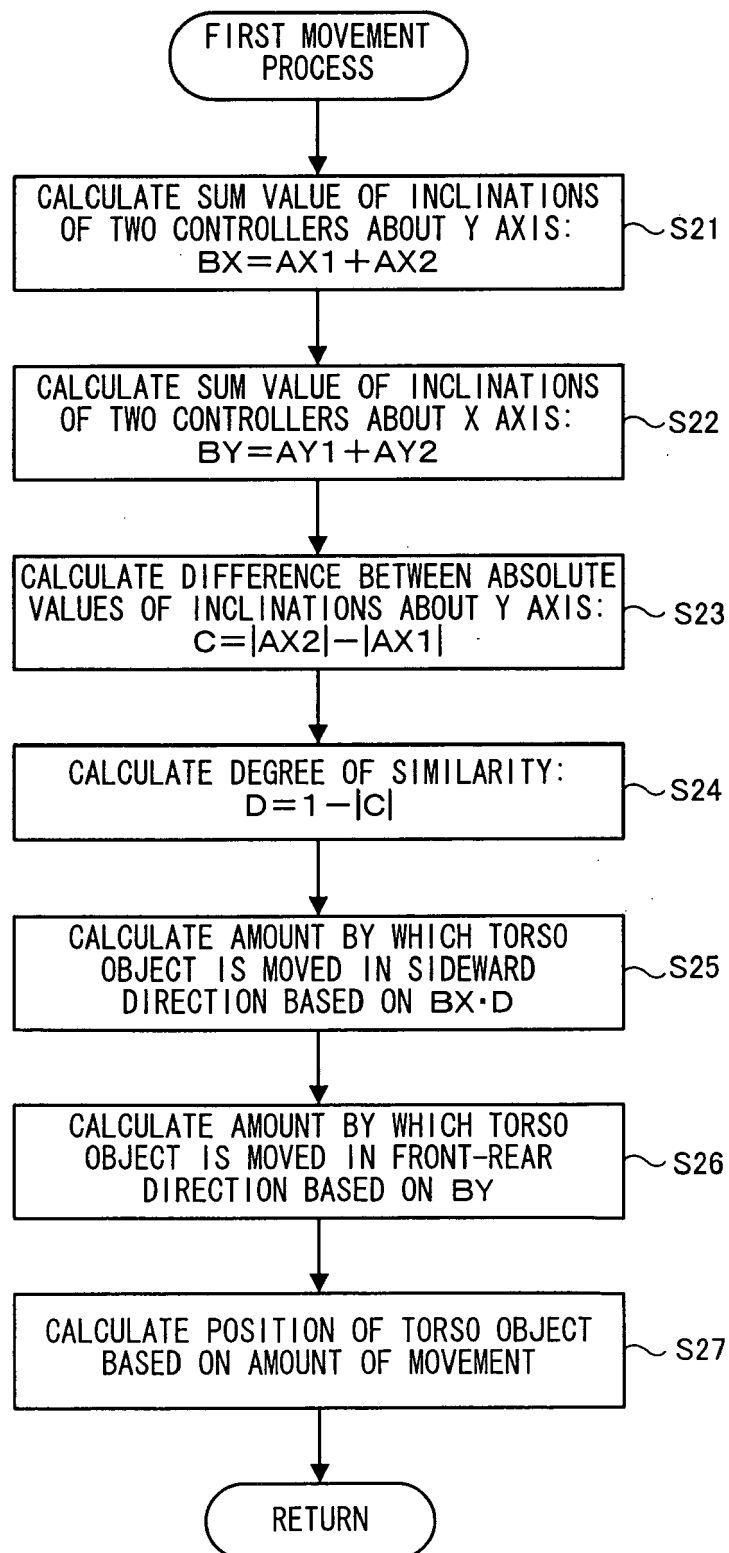 FIRST MOVEMENT
PROCESS
CALCULATE SUM VALUE OF INCLINATIONS
OF TWO CONTROLLERS ABOUT Y AXIS:
BX=AX1+AX2
S21
CALCULATE SUM VALUE OF INCLINATIONS
OF TWO CONTROLLERS ABOUT X AXIS:
BY=AY1+AY2
S22
CALCULATE DIFFERENCE BETWEEN ABSOLUTE
VALUES OF INCLINATIONS ABOUT Y AXIS:
C=|AX2|-|AX1|
S23
CALCULATE DEGREE OF SIMILARITY:
D=1-|C|
S24
CALCULATE AMOUNT BY WHICH TORSO
OBJECT IS MOVED IN SIDEWARD
DIRECTION BASED ON BX·D
S25
CALCULATE AMOUNT BY WHICH TORSO
OBJECT IS MOVED IN FRONT-REAR
DIRECTION BASED ON BY
S26
CALCULATE POSITION OF TORSO OBJECT
BASED ON AMOUNT OF MOVEMENT
S27
RETURN